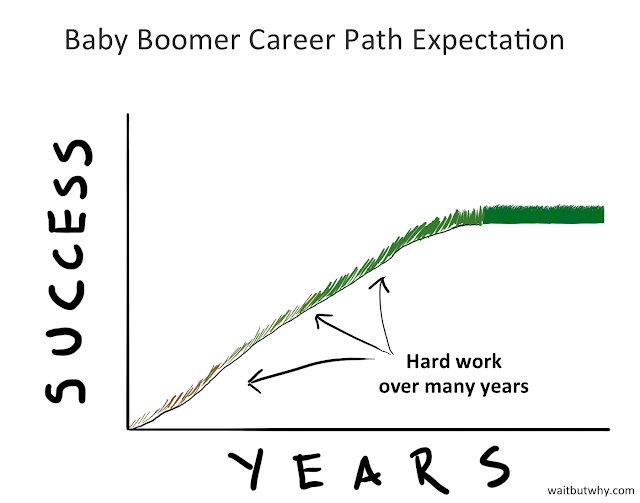 Baby Boomer Career Path Expectation
SUCCESS
Hard work
over many years
YEARS
waitbutwhy.com